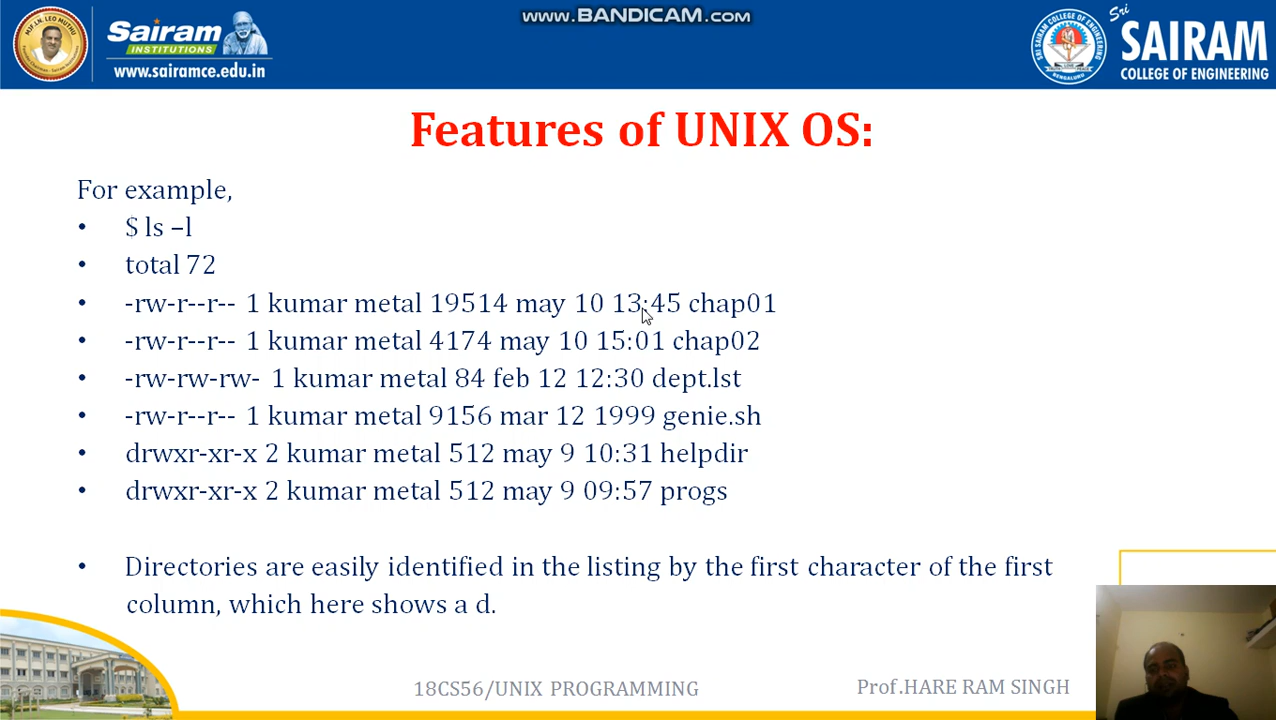 www.BANDICAM.com
Sairam
INSTITUTIONS
www.sairamce.edu.in
Sri
SAIRAM
COLLEGE OF ENGINEERING
Features of UNIX OS:
For example,
• $ ls –l
• total 72
• -rw-r--r-- 1 kumar metal 19514 may 10 13:45 chap01
• -rw-r--r-- 1 kumar metal 4174 may 10 15:01 chap02
• -rw-rw-rw- 1 kumar metal 84 feb 12 12:30 dept.lst
• -rw-r--r-- 1 kumar metal 9156 mar 12 1999 genie.sh
• drwxr-xr-x 2 kumar metal 512 may 9 10:31 helpdir
• drwxr-xr-x 2 kumar metal 512 may 9 09:57 progs
• Directories are easily identified in the listing by the first character of the first
column, which here shows a d.
18CS56/UNIX PROGRAMMING
Prof.HARE RAM SINGH